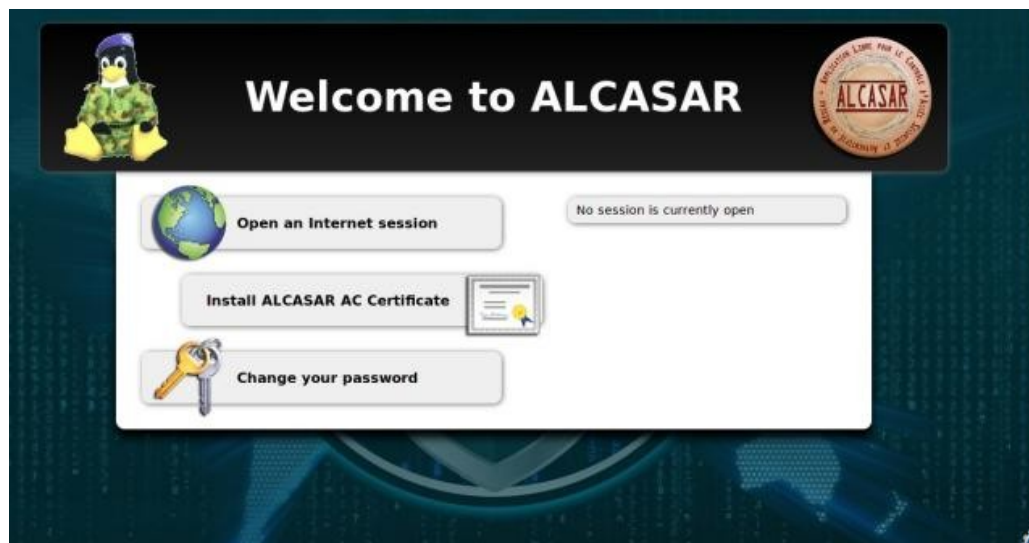 Welcome to ALCASAR
ALCASAR
Open an Internet session
No session is currently open
Install ALCASAR AC Certificate
Change your password